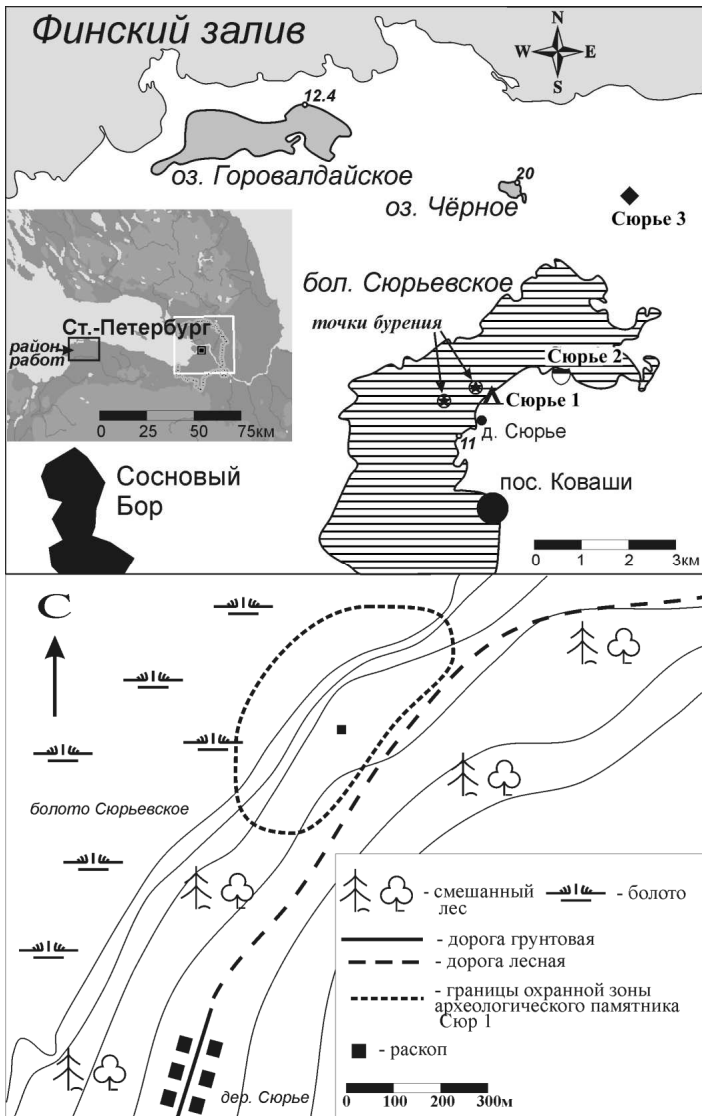 Финский залив
N
W E
S
12.4
оз. Горовалдайское
20
оз. Чёрное
Сюрье 3
бол. Сюрьевское
точки бурения
Ст.-Петербург
район
работ
Сюрье 2
Сюрье 1
д. Сюрье
11
0 25 50 75км
Сосновый
Бор
пос. Коваши
0 1 2 3км
С
болото Сюрьевское
- смешанный
лес
- болото
- дорога грунтовая
- дорога лесная
- границы охранной зоны
археологического памятника
Сюр 1
- раскоп
дер. Сюрье
0 100 200 300м